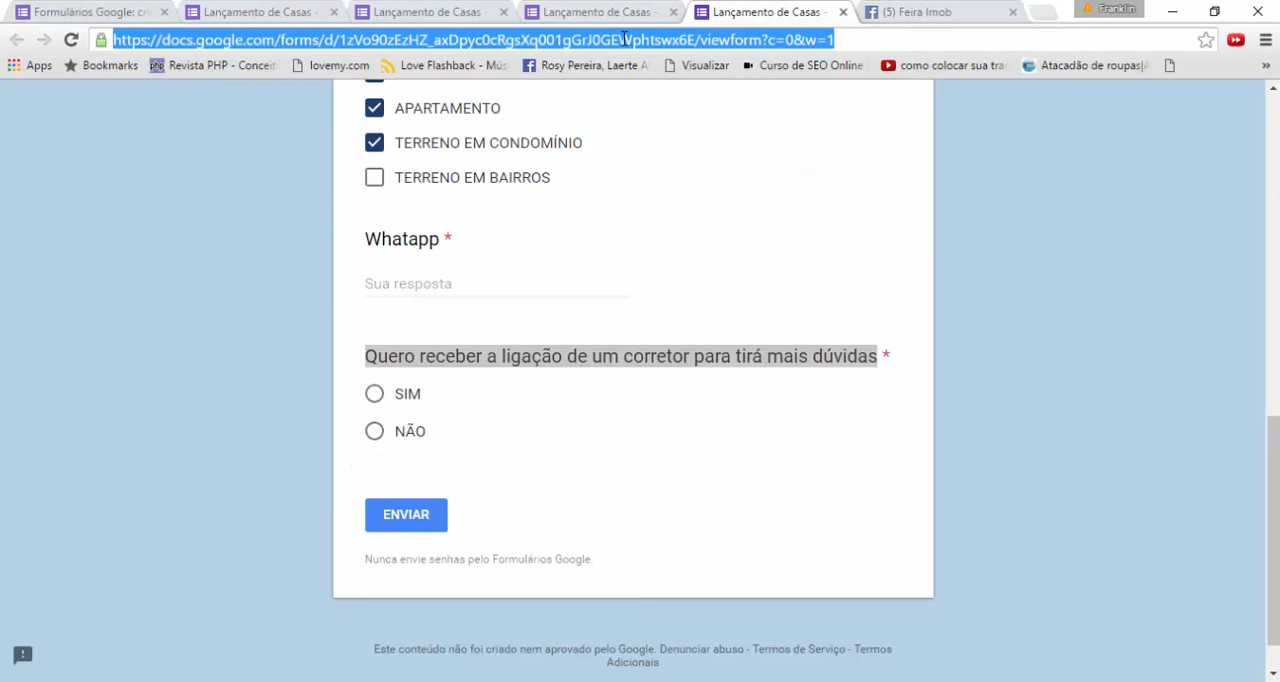 Formulários Google: cri
Lançamento de Casas -
Lançamento de Casas -
Lançamento de Casas -
Lançamento de Casas -
(5) Feira Imob
Franklin
https://docs.google.com/forms/d/1zVo90zEzHZ_axDpyc0cRgsXq001gGrJ0GEWphtswx6E/viewform?c=0&w=1
Apps
Bookmarks
Revista PHP - Conceit
lovemy.com
Love Flashback - Mús
Rosy Pereira, Laerte A
Visualizar
Curso de SEO Online
como colocar sua tra
Atacadão de roupas|A
»
APARTAMENTO
TERRENO EM CONDOMÍNIO
TERRENO EM BAIRROS
Whatapp *
Sua resposta
Quero receber a ligação de um corretor para tirá mais dúvidas *
SIM
NÃO
ENVIAR
Nunca envie senhas pelo Formulários Google.
Este conteúdo não foi criado nem aprovado pelo Google. Denunciar abuso - Termos de Serviço - Termos
Adicionais